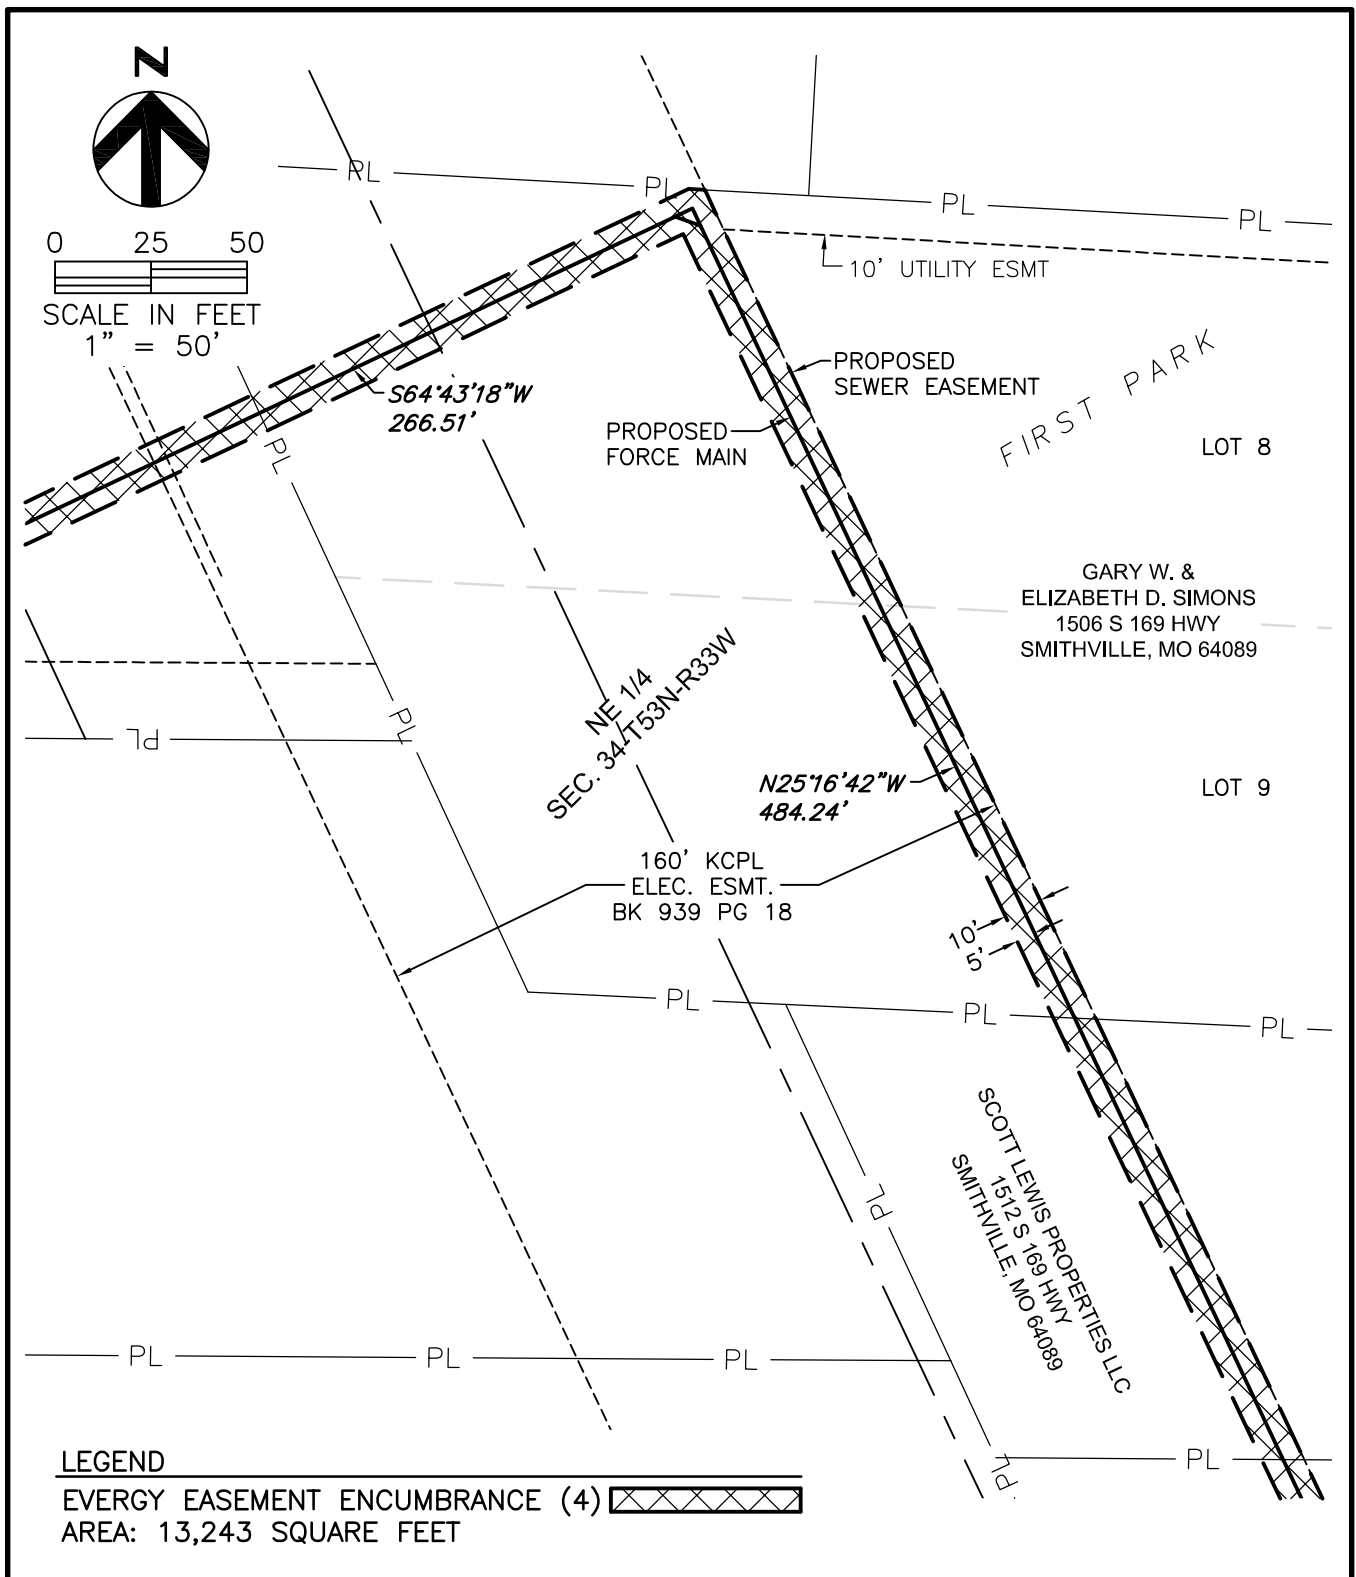 N
0 25 50
SCALE IN FEET
1" = 50'
PL
PL
PL
PL
10' UTILITY ESMT
S64°43'18"W
266.51'
PROPOSED
SEWER EASEMENT
PROPOSED
FORCE MAIN
FIRST PARK
LOT 8
PL
GARY W. &
ELIZABETH D. SIMONS
1506 S 169 HWY
SMITHVILLE, MO 64089
NE 1/4
SEC. 34-T53N-R33W
PL
PL
N25°16'42"W
484.24'
LOT 9
160' KCPL
ELEC. ESMT.
BK 939 PG 18
10'
5'
PL
PL
PL
SCOTT LEWIS PROPERTIES LLC
1512 S 169 HWY
SMITHVILLE, MO 64089
PL
PL
PL
PL
PL
PL
LEGEND
EVERGY EASEMENT ENCUMBRANCE (4)
AREA: 13,243 SQUARE FEET